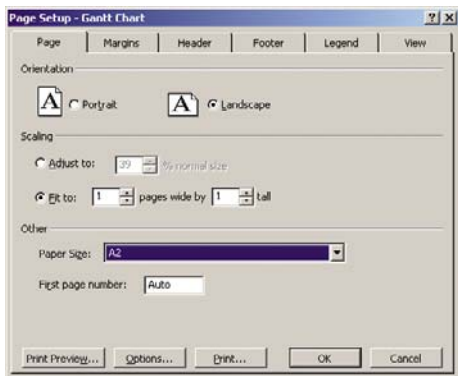 Page Setup - Gantt Chart
Page Margins Header Footer Legend View
Orientation
A Portrait A Landscape
Scaling
Adjust to: 39 % normal size
Fit to: 1 pages wide by 1 tall
Other
Paper Size: A2
First page number: Auto
Print Preview... Options... Print... OK Cancel